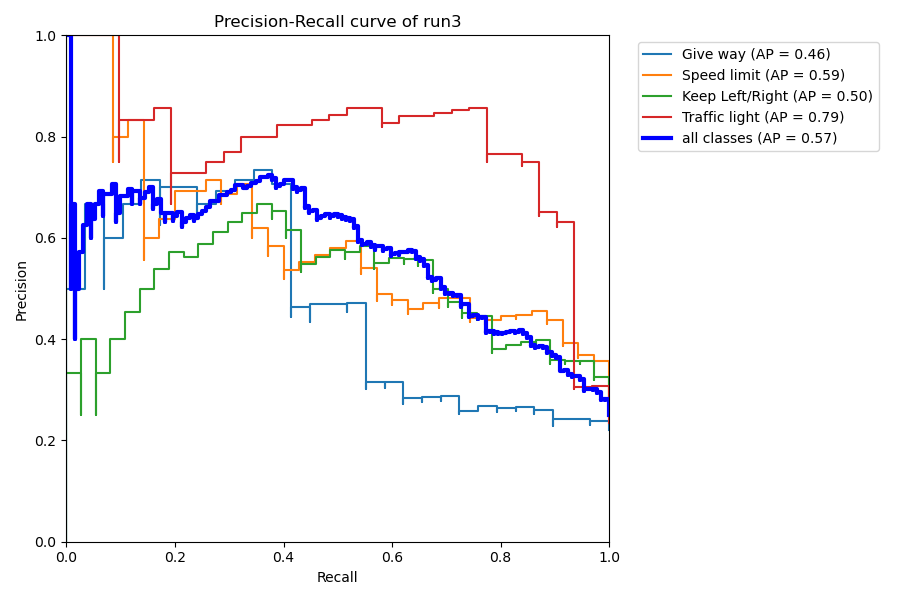 Precision-Recall curve of run3
Give way (AP = 0.46)
Speed limit (AP = 0.59)
Keep Left/Right (AP = 0.50)
Traffic light (AP = 0.79)
all classes (AP = 0.57)
Precision
1.0
0.8
0.6
0.4
0.2
0.0
0.0 0.2 0.4 0.6 0.8 1.0
Recall